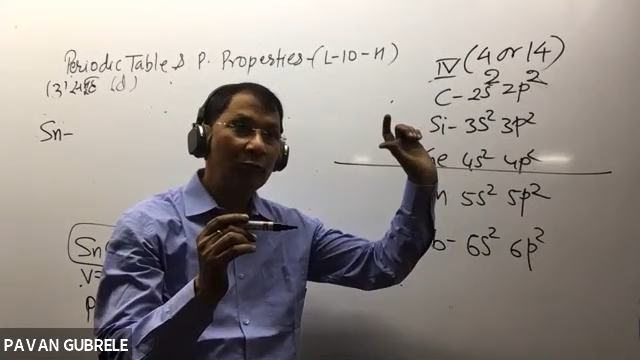 Periodic Table & P. Properties-(L-10-H)
IV (4 or 14)
(d)
C - 2s² 2p²
Sn-
Si- 3s² 3p²
e 4s² 4p²
n 5s² 5p²
Sn
b- 6s² 6p²
V=
P
PAVAN GUBRELE